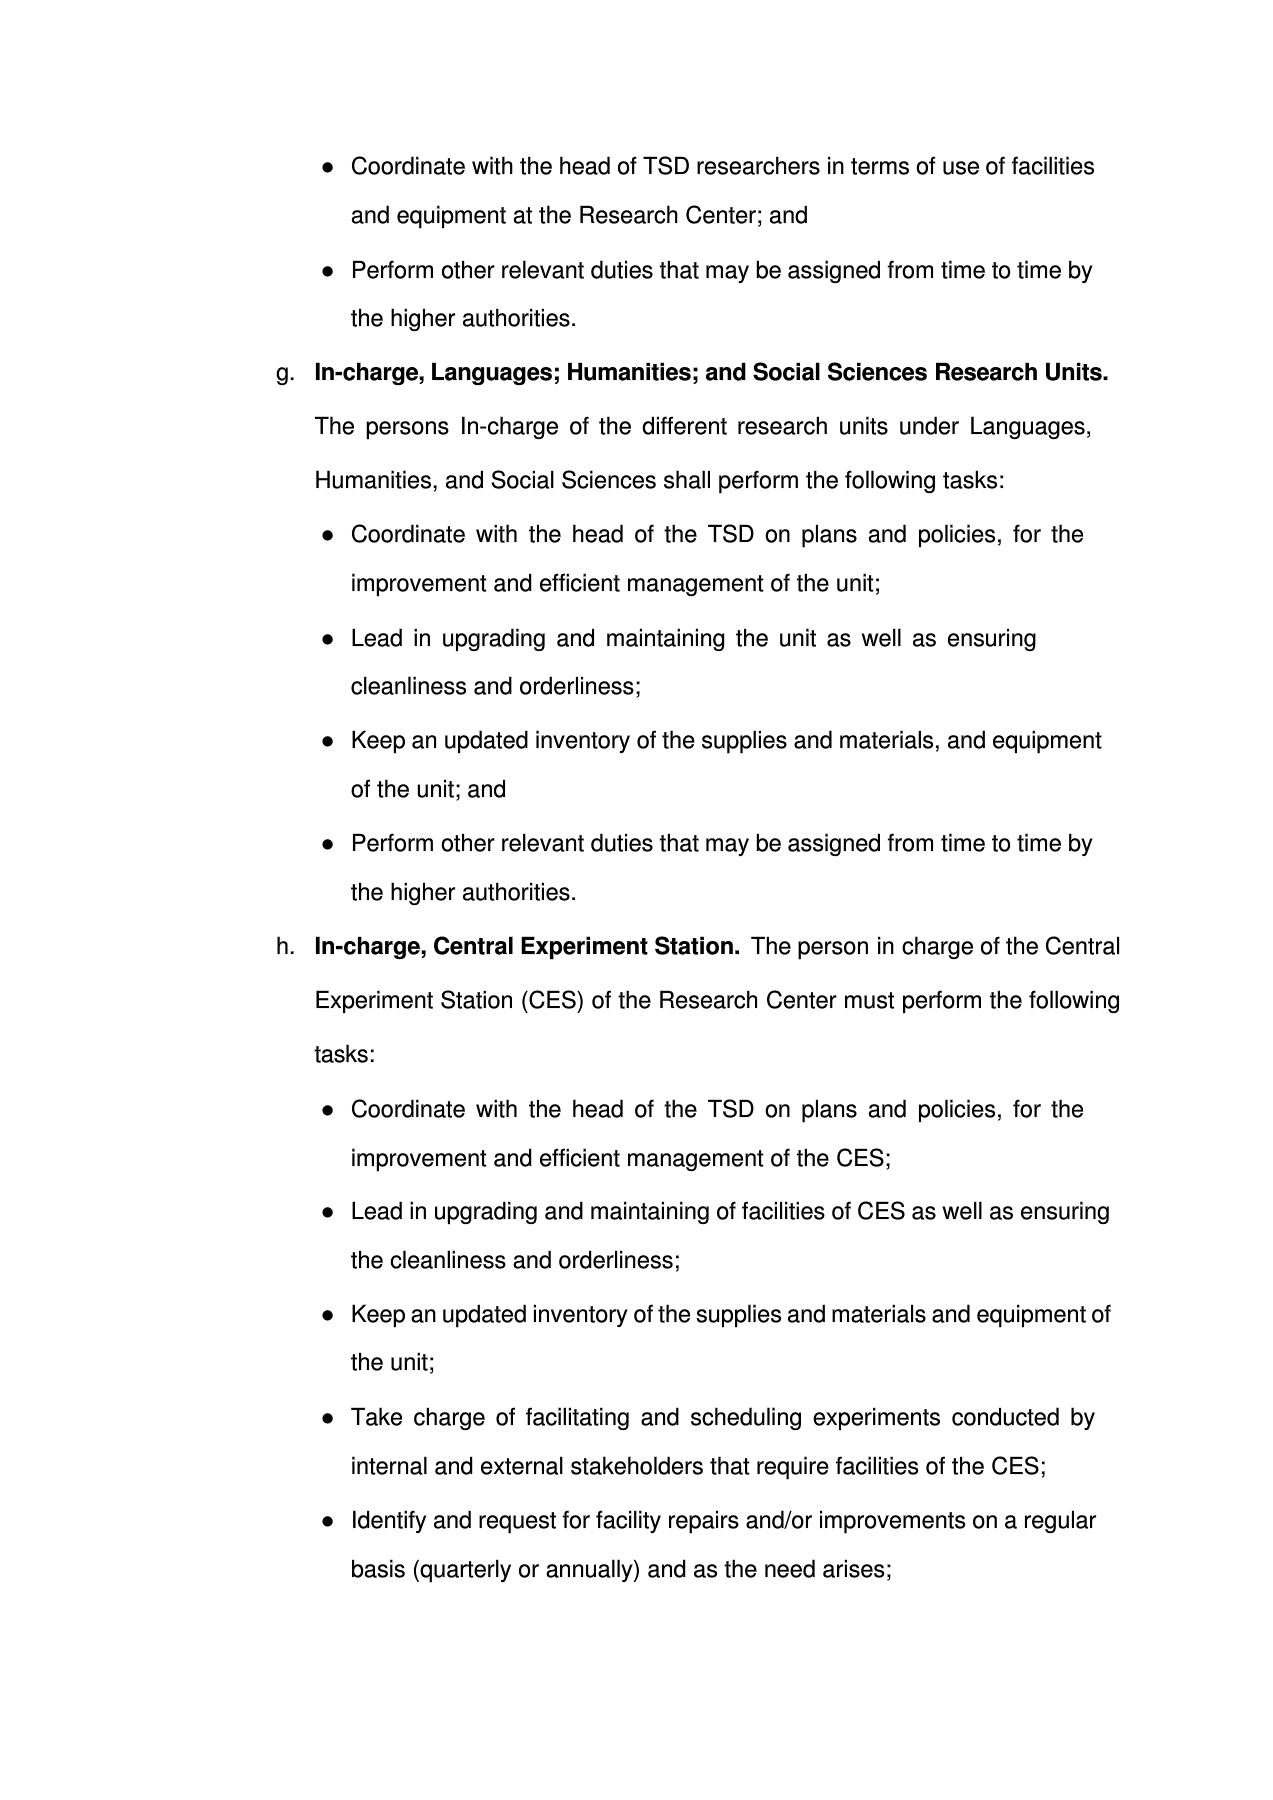 ● Coordinate with the head of TSD researchers in terms of use of facilities
and equipment at the Research Center; and
● Perform other relevant duties that may be assigned from time to time by
the higher authorities.
g. In-charge, Languages; Humanities; and Social Sciences Research Units.
The persons In-charge of the different research units under Languages,
Humanities, and Social Sciences shall perform the following tasks:
● Coordinate with the head of the TSD on plans and policies, for the
improvement and efficient management of the unit;
● Lead in upgrading and maintaining the unit as well as ensuring
cleanliness and orderliness;
● Keep an updated inventory of the supplies and materials, and equipment
of the unit; and
● Perform other relevant duties that may be assigned from time to time by
the higher authorities.
h. In-charge, Central Experiment Station. The person in charge of the Central
Experiment Station (CES) of the Research Center must perform the following
tasks:
● Coordinate with the head of the TSD on plans and policies, for the
improvement and efficient management of the CES;
● Lead in upgrading and maintaining of facilities of CES as well as ensuring
the cleanliness and orderliness;
● Keep an updated inventory of the supplies and materials and equipment of
the unit;
● Take charge of facilitating and scheduling experiments conducted by
internal and external stakeholders that require facilities of the CES;
● Identify and request for facility repairs and/or improvements on a regular
basis (quarterly or annually) and as the need arises;